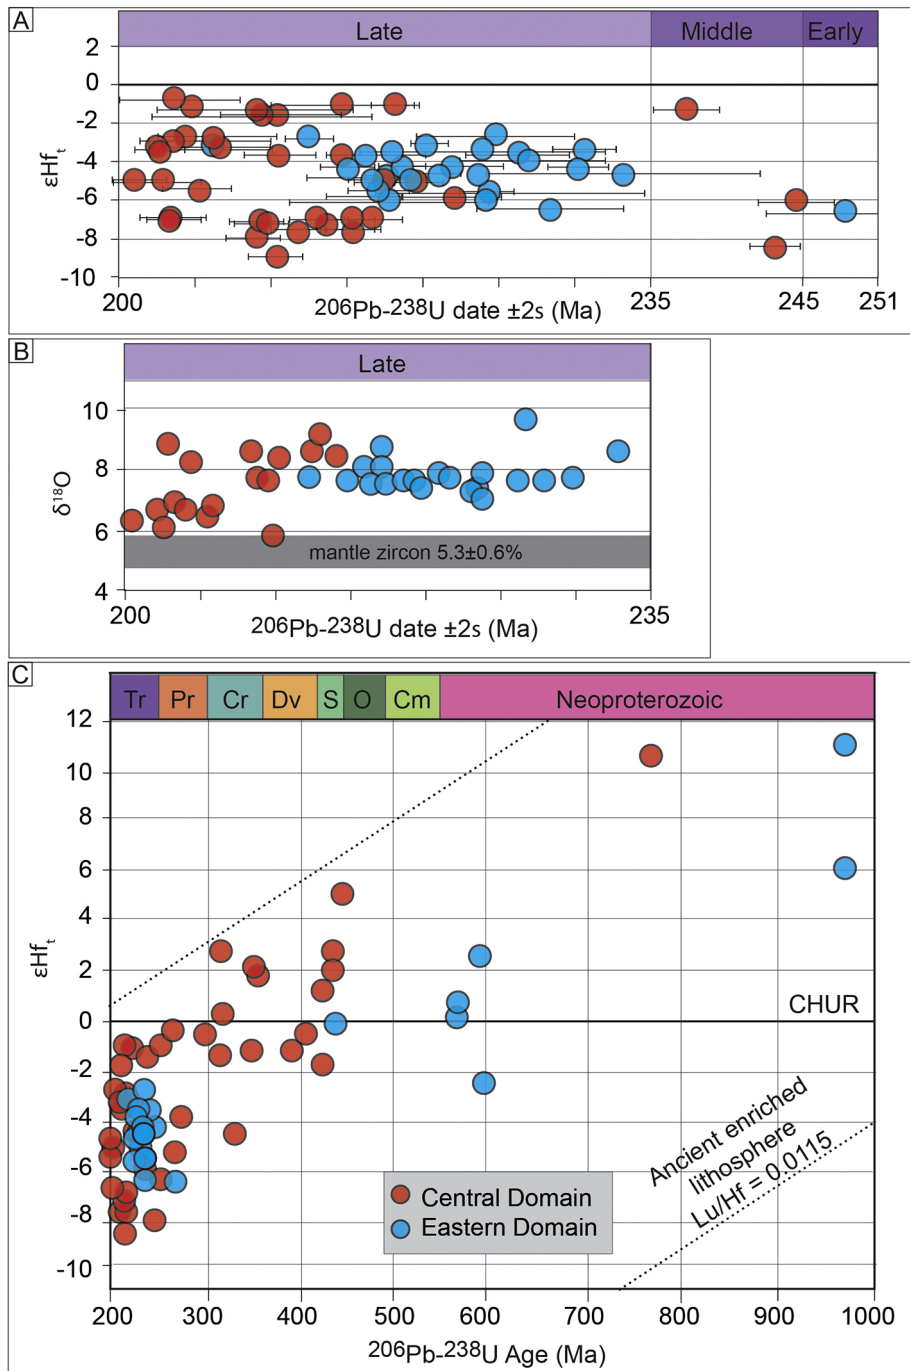 A
Late Middle Early
2
0
-2
-4
-6
-8
-10
εHf t
200 235 245 251
206Pb-238U date ±2s (Ma)
B
Late
10
8
6
4
δ18O
mantle zircon 5.3±0.6%
200 235
206Pb-238U date ±2s (Ma)
C
Tr Pr Cr Dv S O Cm Neoproterozoic
12
10
8
6
4
2
0
-2
-4
-6
-8
-10
εHf t
CHUR
Ancient enriched
lithosphere
Lu/Hf = 0.0115
Central Domain
Eastern Domain
200 300 400 500 600 700 800 900 1000
206Pb-238U Age (Ma)